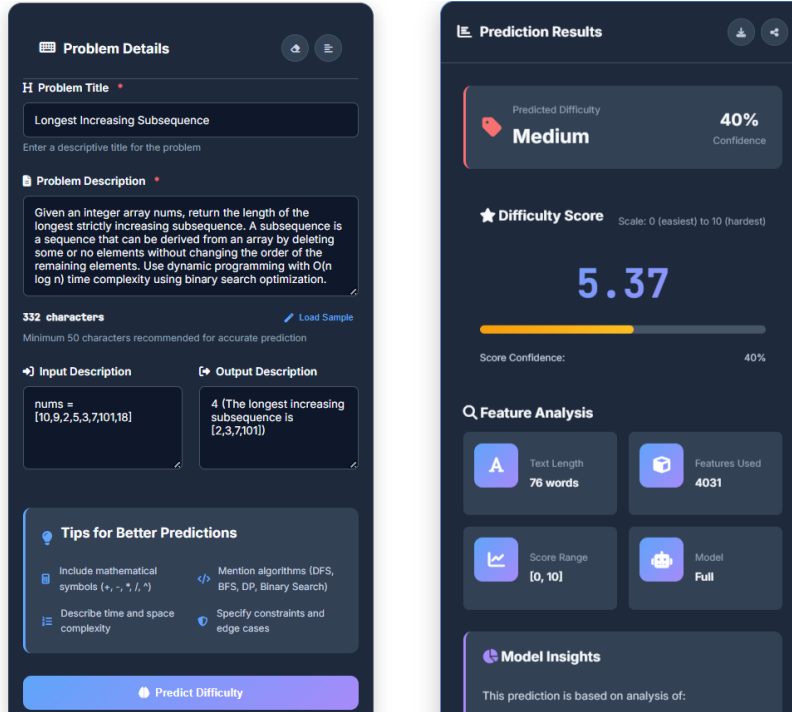 Problem Details
Problem Title *
Longest Increasing Subsequence
Enter a descriptive title for the problem
Problem Description *
Given an integer array nums, return the length of the
longest strictly increasing subsequence. A subsequence is
a sequence that can be derived from an array by deleting
some or no elements without changing the order of the
remaining elements. Use dynamic programming with O(n
log n) time complexity using binary search optimization.
332 characters
Load Sample
Minimum 50 characters recommended for accurate prediction
Input Description
nums =
[10,9,2,5,3,7,101,18]
Output Description
4 (The longest increasing
subsequence is
[2,3,7,101])
Tips for Better Predictions
Include mathematical
symbols (+, -, *, /, ^)
Mention algorithms (DFS,
BFS, DP, Binary Search)
Describe time and space
complexity
Specify constraints and
edge cases
Predict Difficulty
Prediction Results
Predicted Difficulty
Medium
40%
Confidence
Difficulty Score
Scale: 0 (easiest) to 10 (hardest)
5.37
Score Confidence:
40%
Feature Analysis
Text Length
76 words
Features Used
4031
Score Range
[0, 10]
Model
Full
Model Insights
This prediction is based on analysis of: